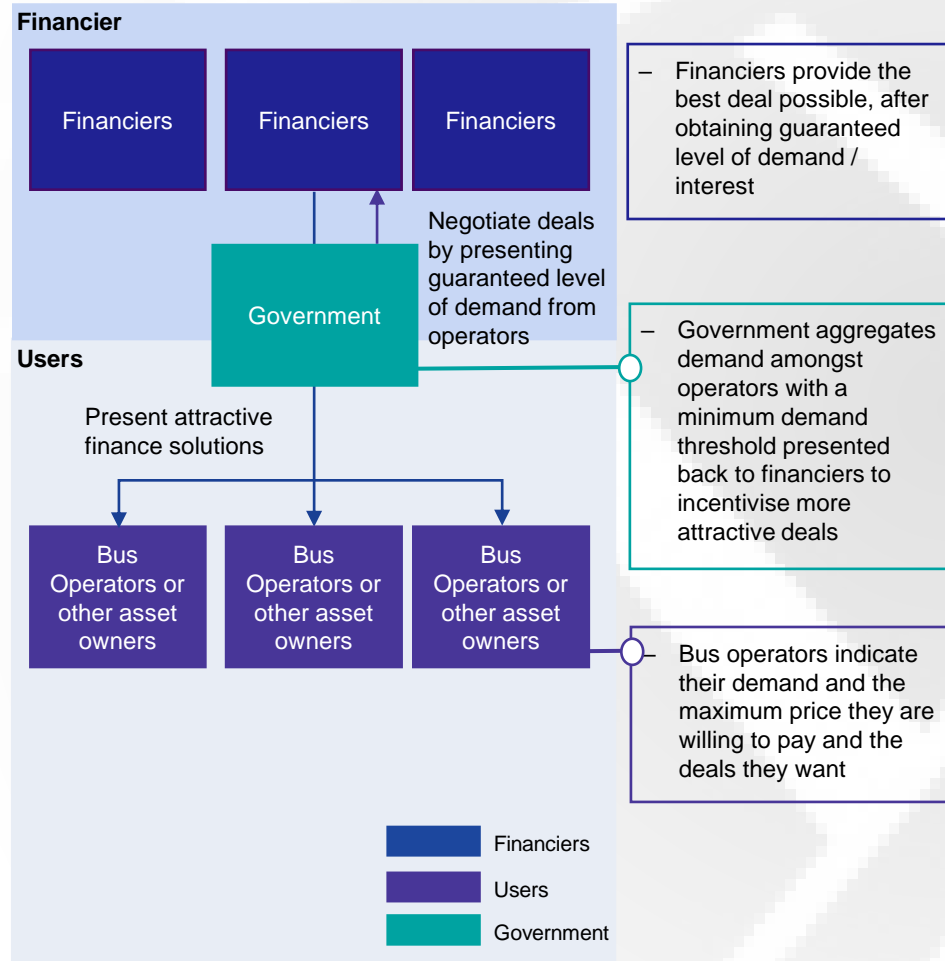 Financier
Financiers
Financiers
Financiers
– Financiers provide the
best deal possible, after
obtaining guaranteed
level of demand /
interest
Negotiate deals
by presenting
guaranteed level
of demand from
operators
Government
Users
– Government aggregates
demand amongst
operators with a
minimum demand
threshold presented
back to financiers to
incentivise more
attractive deals
Present attractive
finance solutions
Bus
Operators or
other asset
owners
Bus
Operators or
other asset
owners
Bus
Operators or
other asset
owners
– Bus operators indicate
their demand and the
maximum price they are
willing to pay and the
deals they want
Financiers
Users
Government